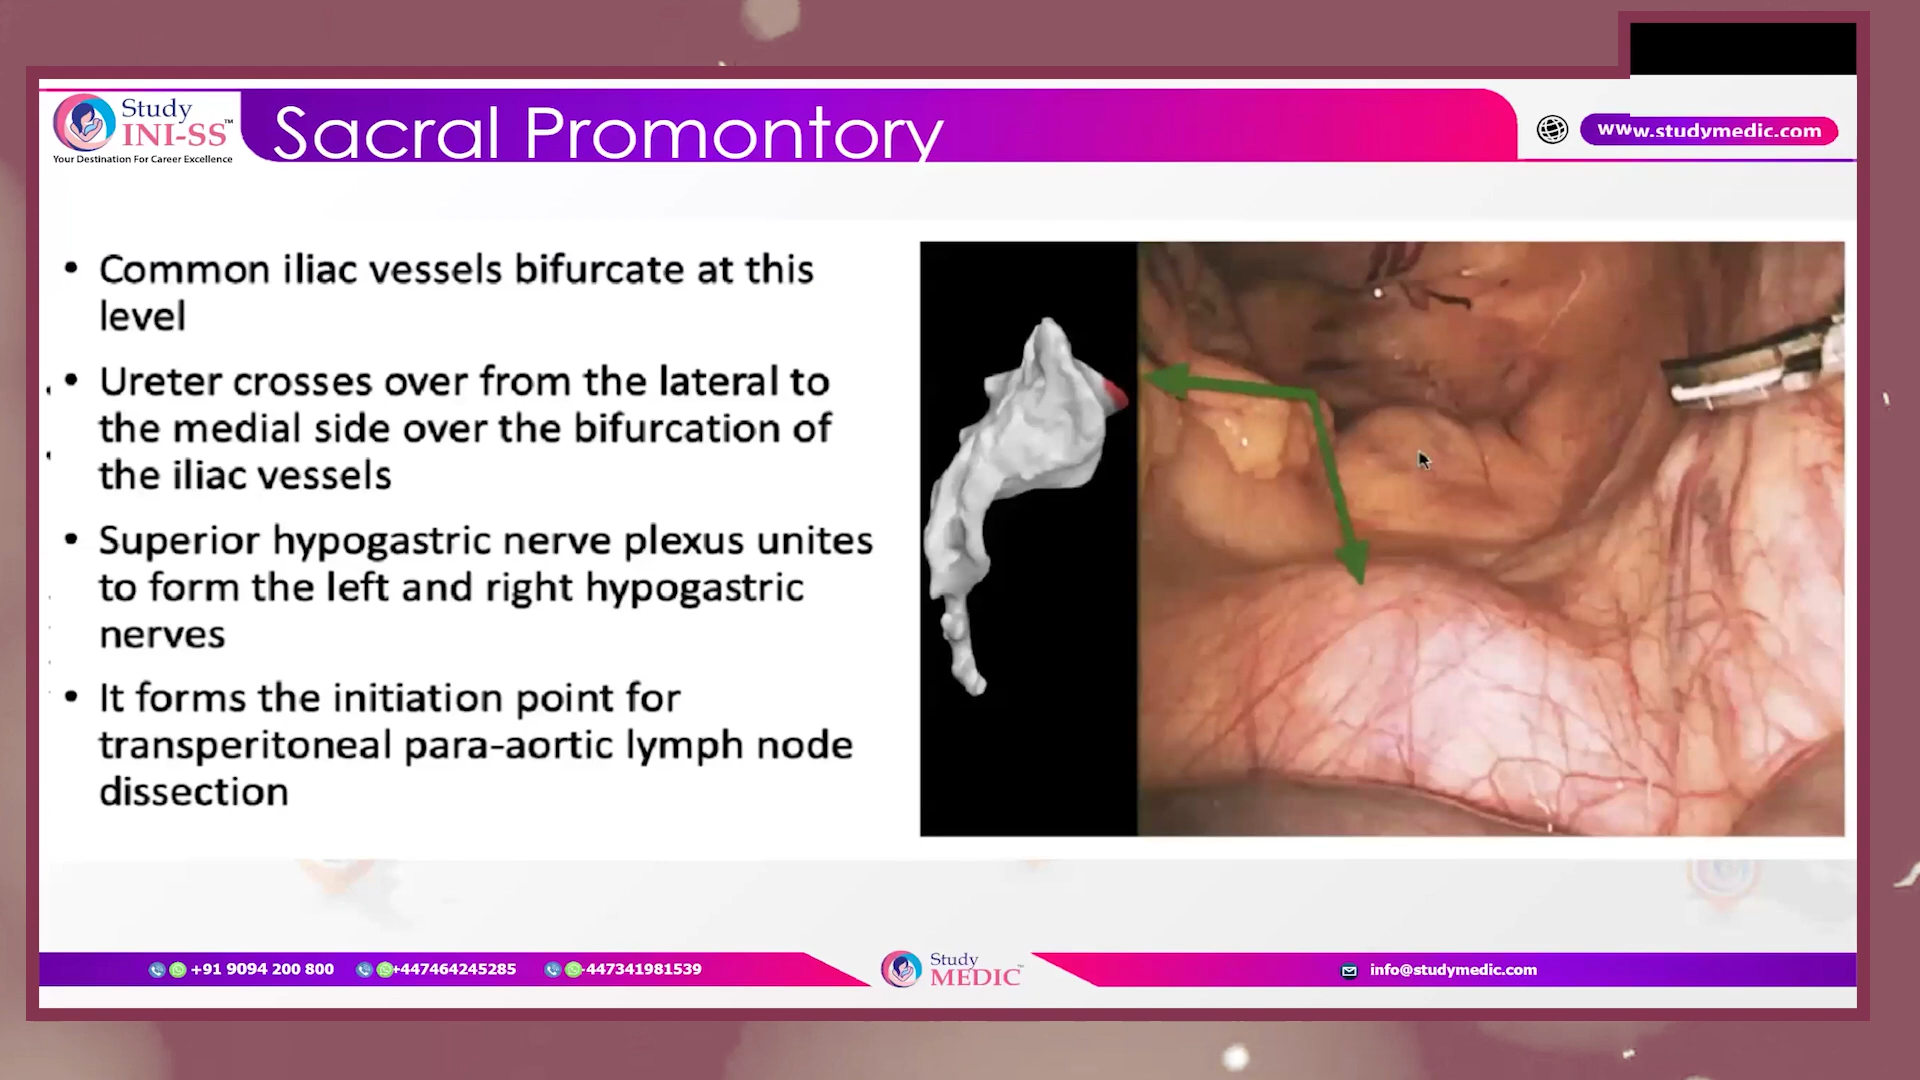 Study
INI-SS™
Your Destination For Career Excellence
Sacral Promontory
www.studymedic.com
• Common iliac vessels bifurcate at this
level
• Ureter crosses over from the lateral to
the medial side over the bifurcation of
the iliac vessels
• Superior hypogastric nerve plexus unites
to form the left and right hypogastric
nerves
• It forms the initiation point for
transperitoneal para-aortic lymph node
dissection
+91 9094 200 800 +447464245285 -447341981539
Study
MEDIC™
info@studymedic.com